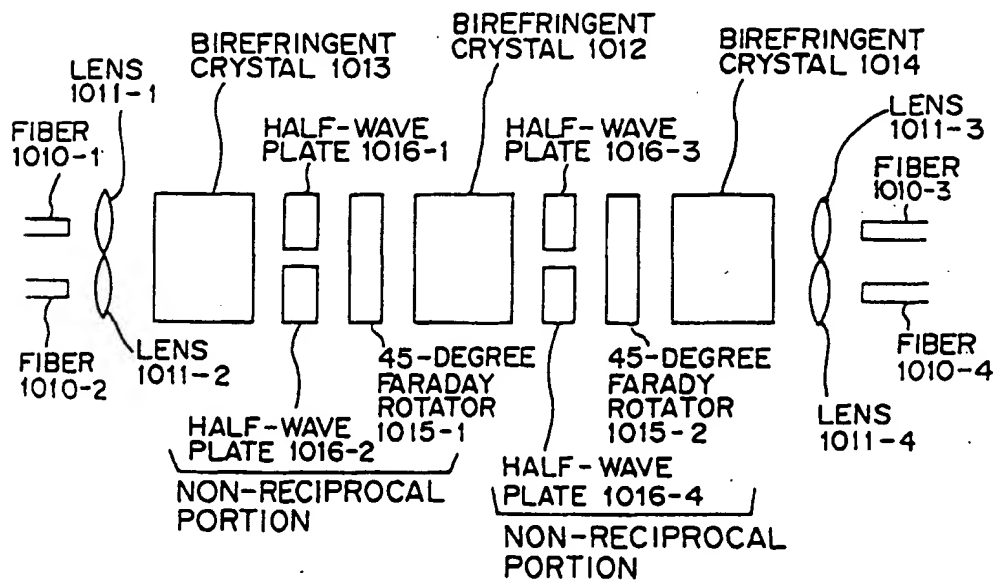 BIREFRINGENT
CRYSTAL 1013
BIREFRINGENT
CRYSTAL 1012
BIREFRINGENT
CRYSTAL 1014
LENS
1011-1
LENS
1011-3
FIBER
1010-1
HALF-WAVE
PLATE 1016-1
HALF-WAVE
PLATE 1016-3
FIBER
1010-3
FIBER
1010-2
LENS
1011-2
45-DEGREE
FARADAY
ROTATOR
1015-1
45-DEGREE
FARADY
ROTATOR
1015-2
FIBER
1010-4
LENS
1011-4
HALF-WAVE
PLATE 1016-2
HALF-WAVE
PLATE 1016-4
NON-RECIPROCAL
PORTION
NON-RECIPROCAL
PORTION